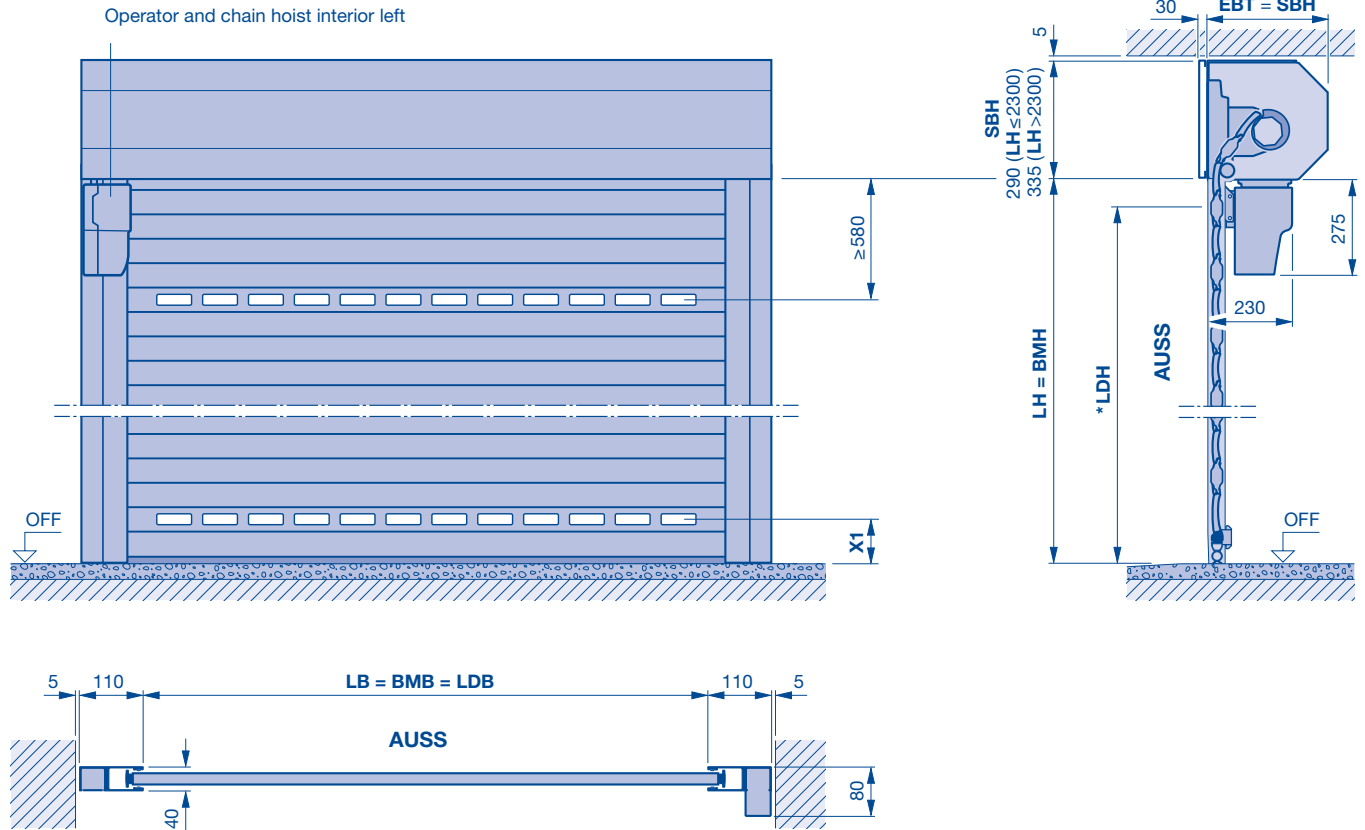 Operator and chain hoist interior left
30
EBT = SBH
5
SBH
290 (LH ≤ 2300)
335 (LH > 2300)
≥ 580
275
230
LH = BMH
* LDH
AUSS
OFF
X1
OFF
5
110
LB = BMB = LDB
110
5
AUSS
40
80